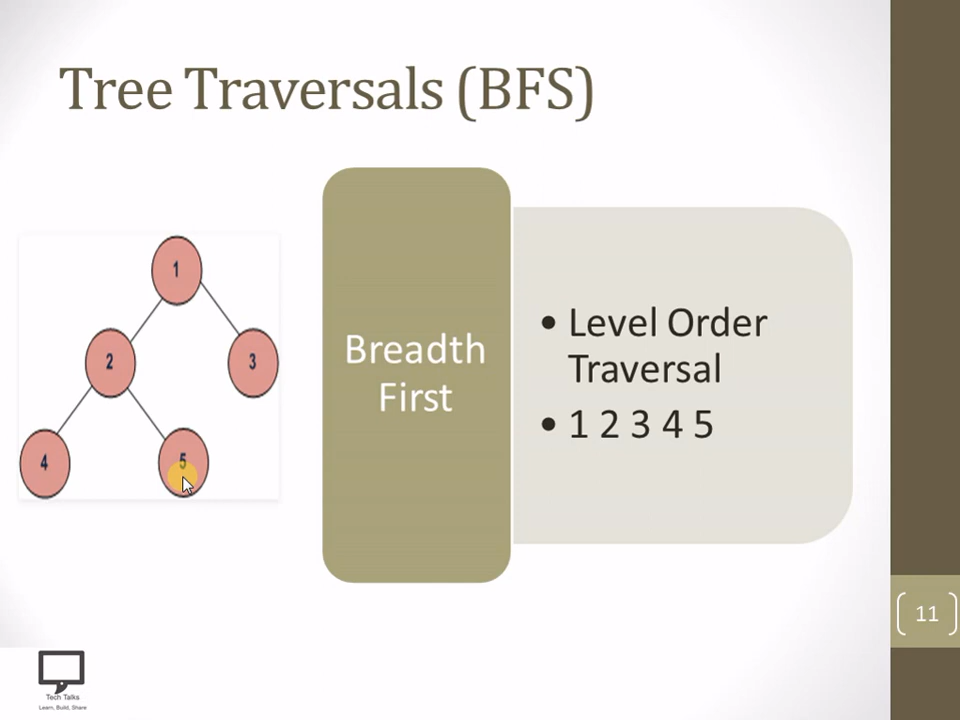 Tree Traversals (BFS)
1
2
3
4
5
Breadth
First
• Level Order
Traversal
• 1 2 3 4 5
11
Tech Talks
Learn, Build, Share